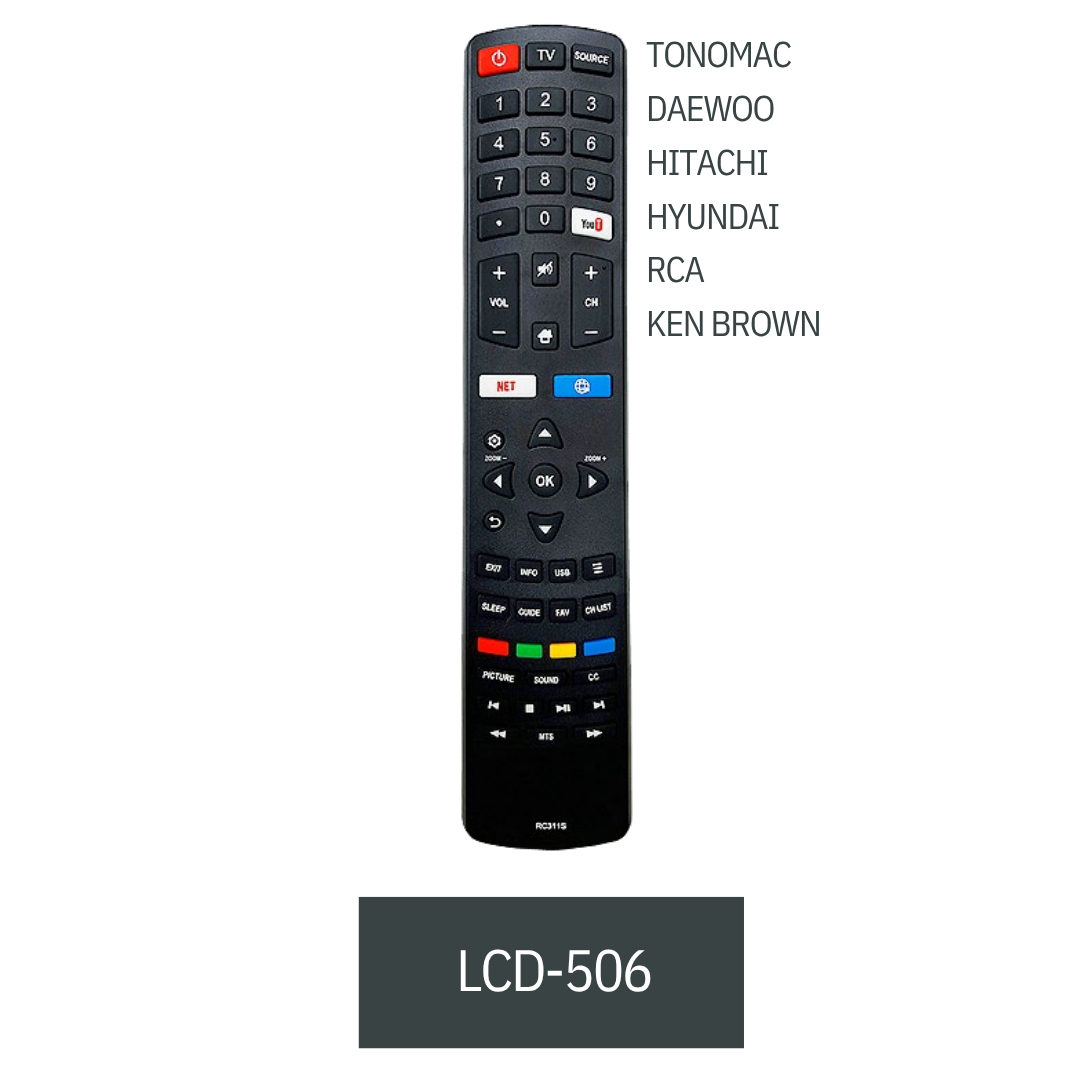 TV SOURCE
1 2 3
4 5 6
7 8 9
. 0 YouT
+ +
VOL CH
- -
NET
ZOOM - ZOOM +
OK
EXIT INFO USB
SLEEP GUIDE FAV CH LIST
PICTURE SOUND CC
MTS
RC311S
TONOMAC
DAEWOO
HITACHI
HYUNDAI
RCA
KEN BROWN
LCD-506